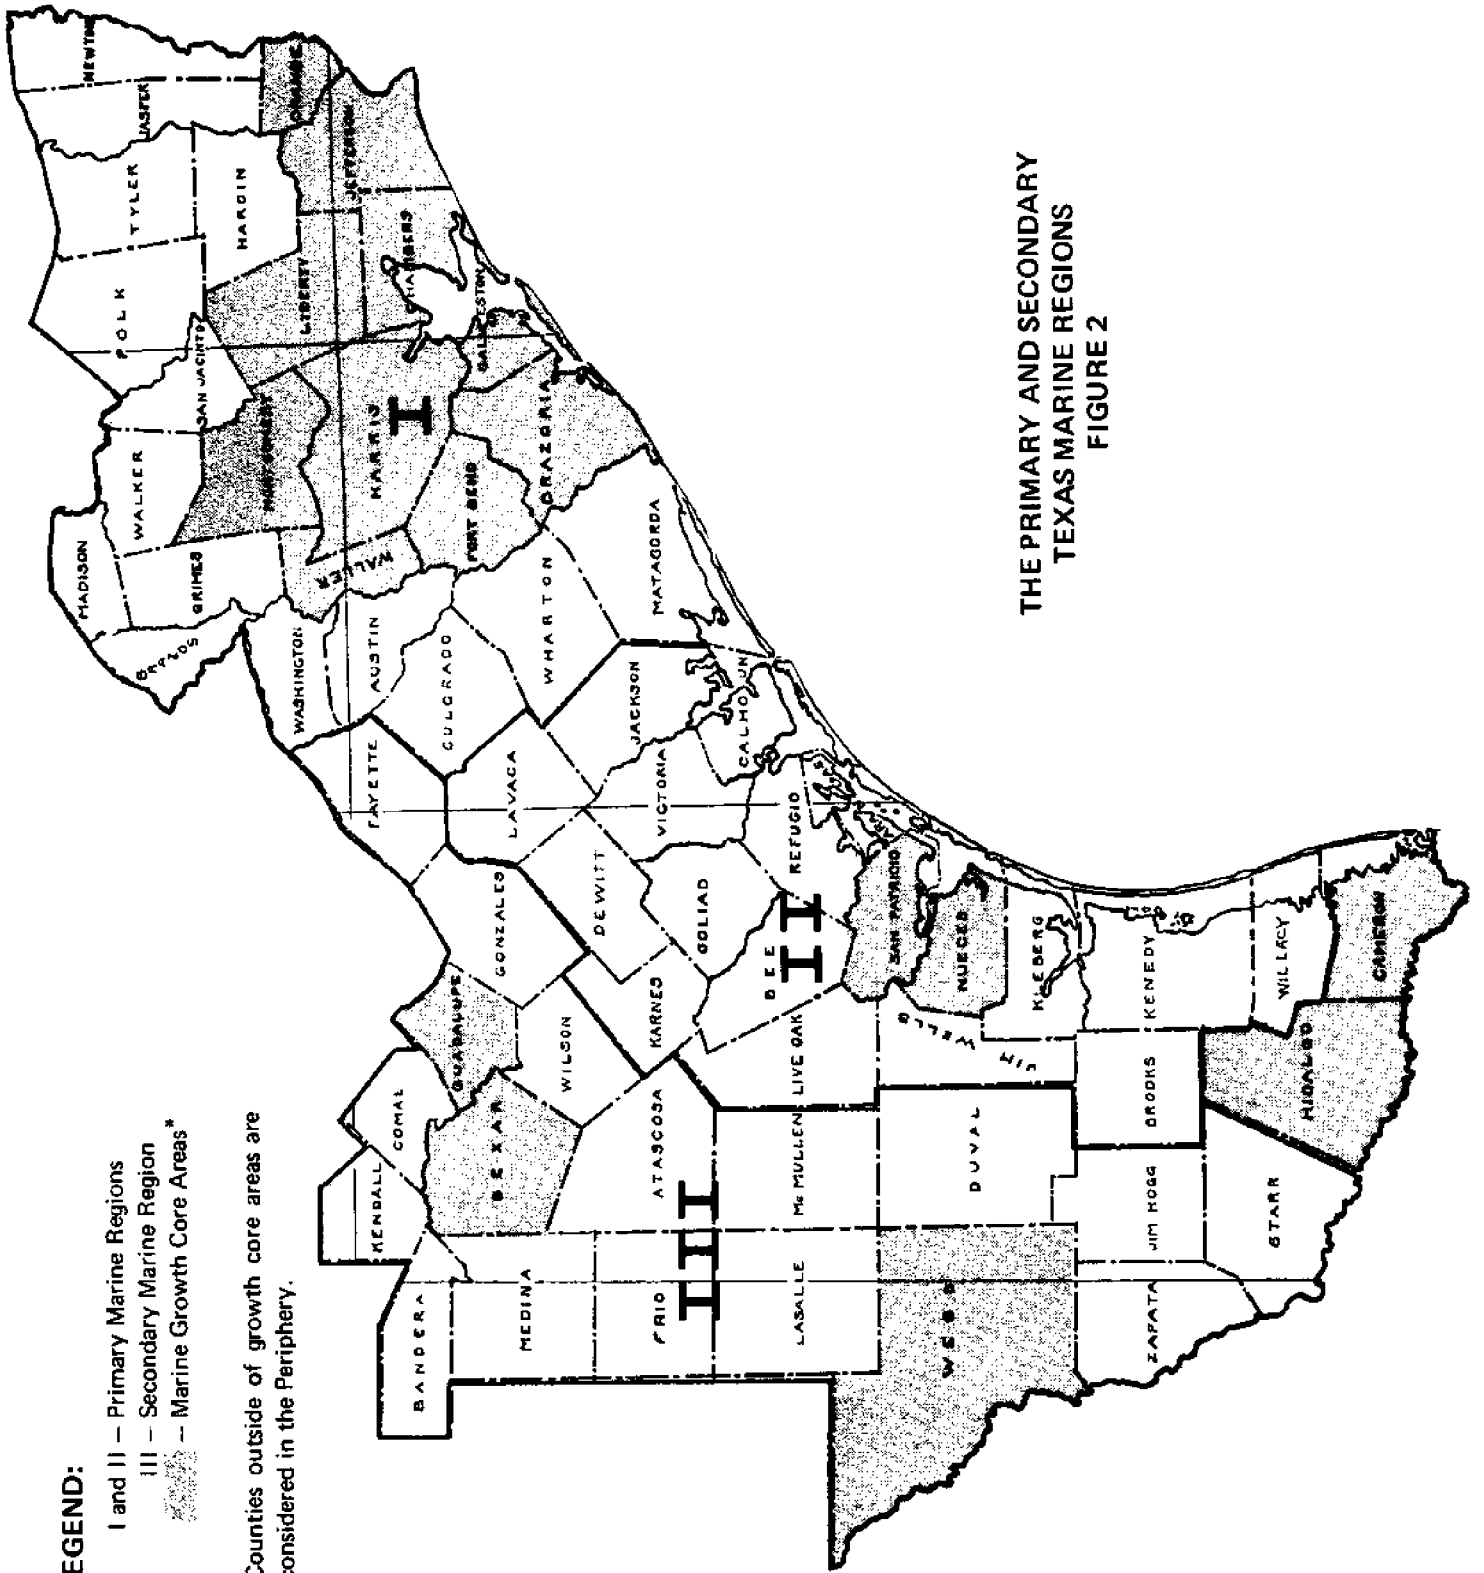 EGEND:
I and II – Primary Marine Regions
III – Secondary Marine Region
-- Marine Growth Core Areas*
Counties outside of growth core areas are
considered in the Periphery.
THE PRIMARY AND SECONDARY
TEXAS MARINE REGIONS
FIGURE 2
NEWTON
JASPER
ORANGE
TYLER
HARDIN
JEFFERSON
POLK
LIBERTY
CHAMBERS
SAN JACINTO
GALVESTON
WALKER
MONTGOMERY
HARRIS
I
BRAZORIA
MADISON
GRIMES
WALLER
FORT BEND
BRAZOS
WASHINGTON
AUSTIN
COLORADO
WHARTON
MATAGORDA
FAYETTE
LAVACA
JACKSON
VICTORIA
CALHOUN
GONZALES
DEWITT
GOLIAD
REFUGIO
GUADALUPE
WILSON
KARNES
BEE
II
SAN PATRICIO
NUECES
COMAL
BEXAR
ATASCOSA
LIVE OAK
JIM WELLS
KLEBERG
KENEDY
WILLACY
CAMERON
KENDALL
III
McMULLEN
DUVAL
BROOKS
HIDALGO
BANDERA
MEDINA
FRIO
LASALLE
WEBB
JIM HOGG
STARR
ZAPATA